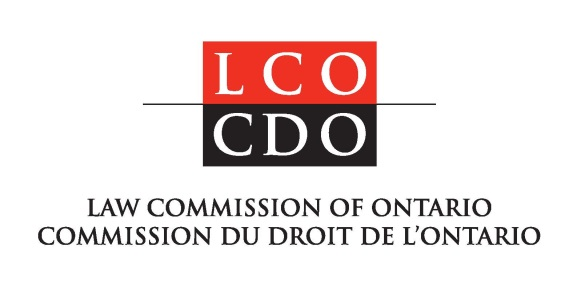 LCO
CDO
LAW COMMISSION OF ONTARIO
COMMISSION DU DROIT DE L'ONTARIO